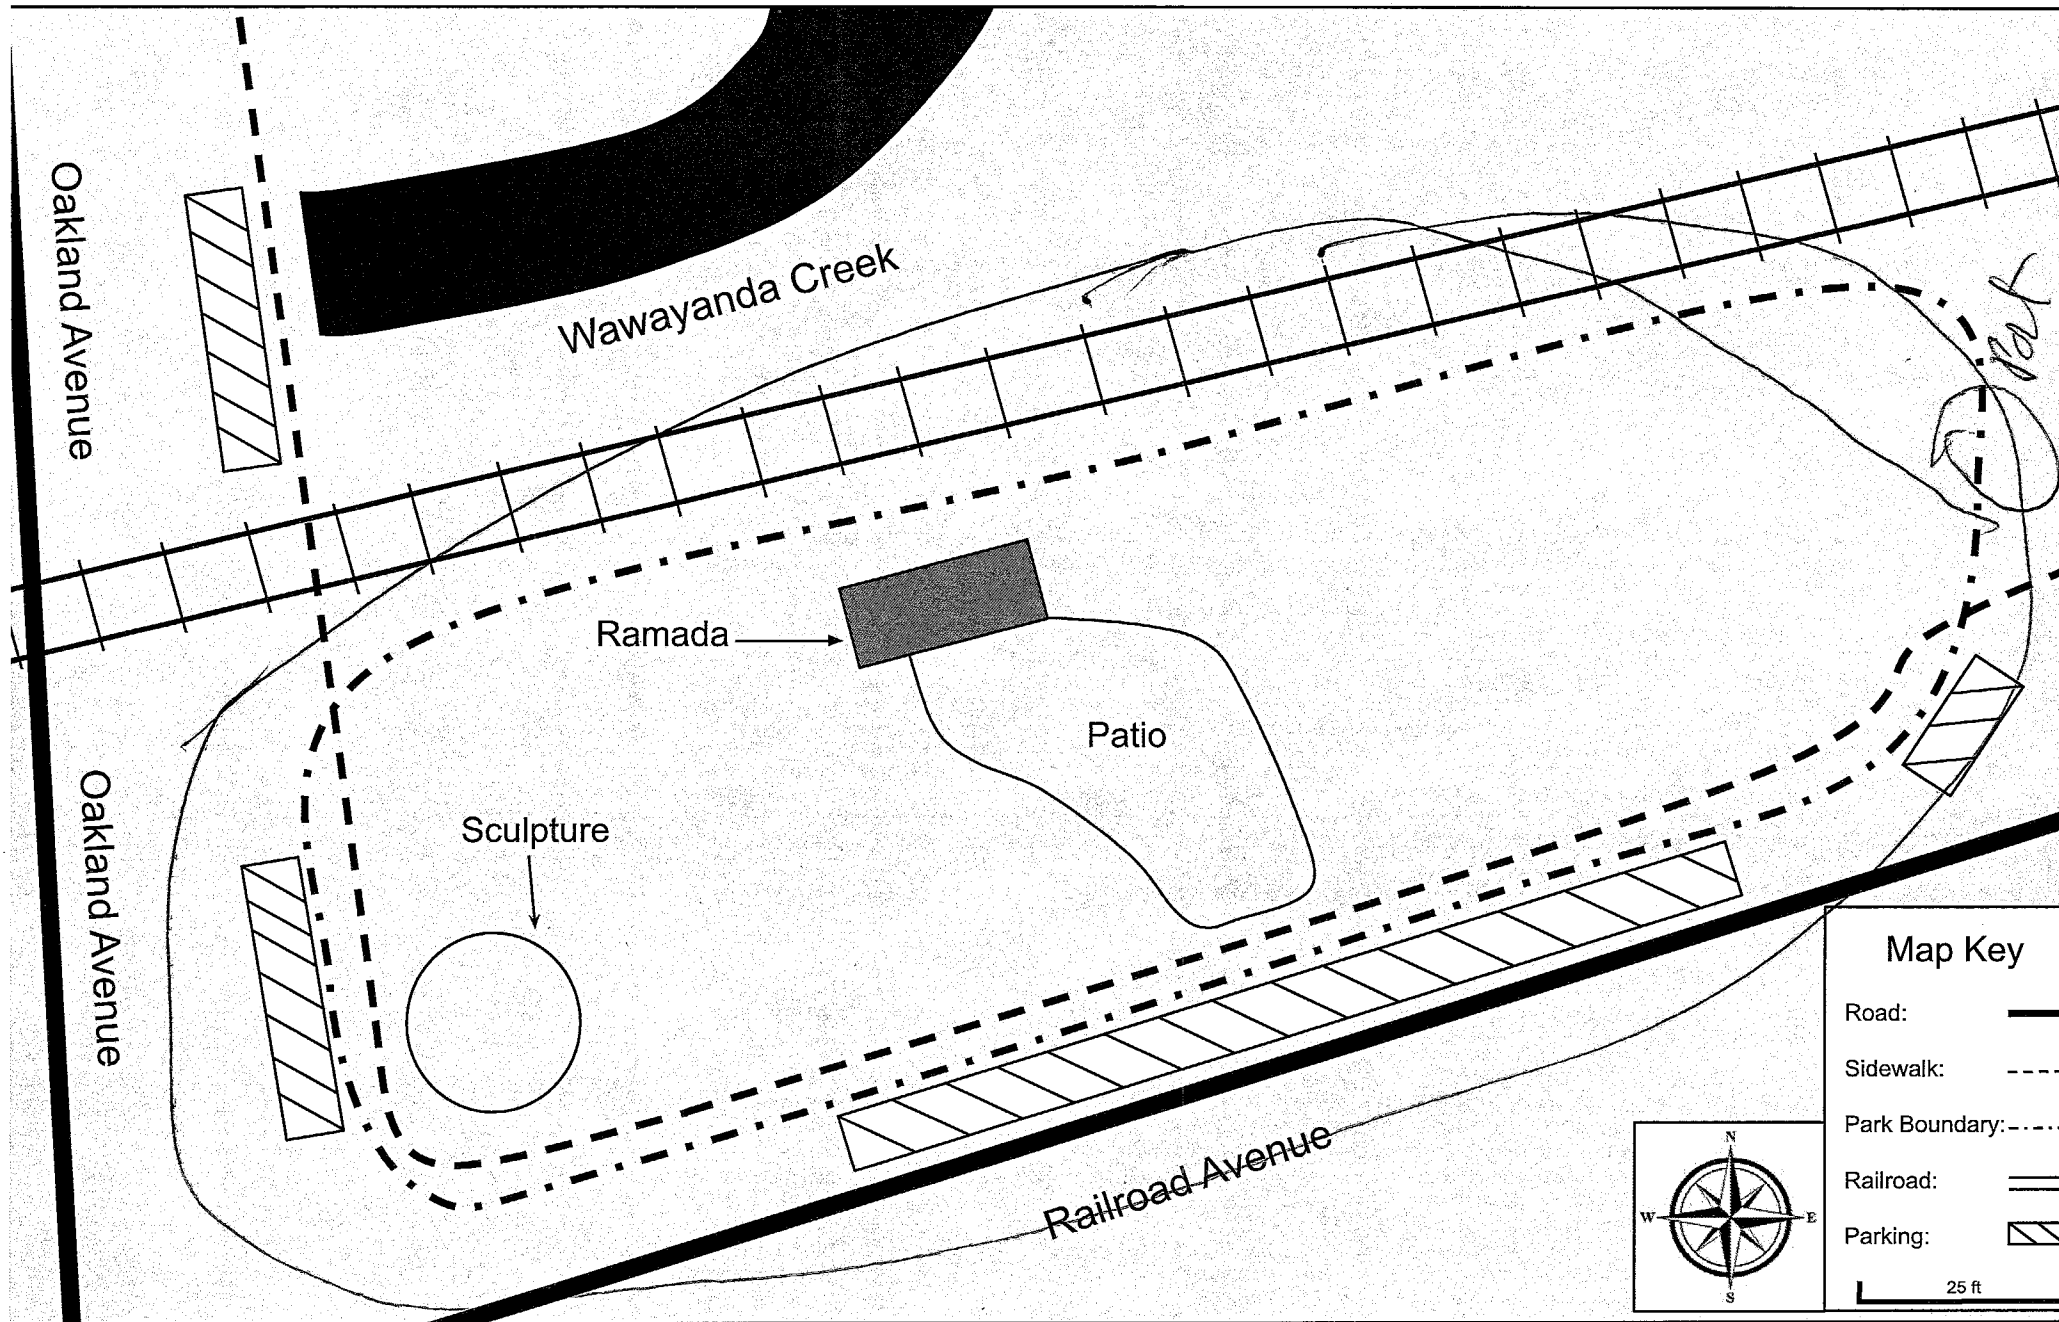 Oakland Avenue
Wawayanda Creek
Ramada
Patio
Sculpture
Oakland Avenue
Railroad Avenue
Map Key
Road:
Sidewalk:
Park Boundary:
Railroad:
Parking:
25 ft
N
W
E
S